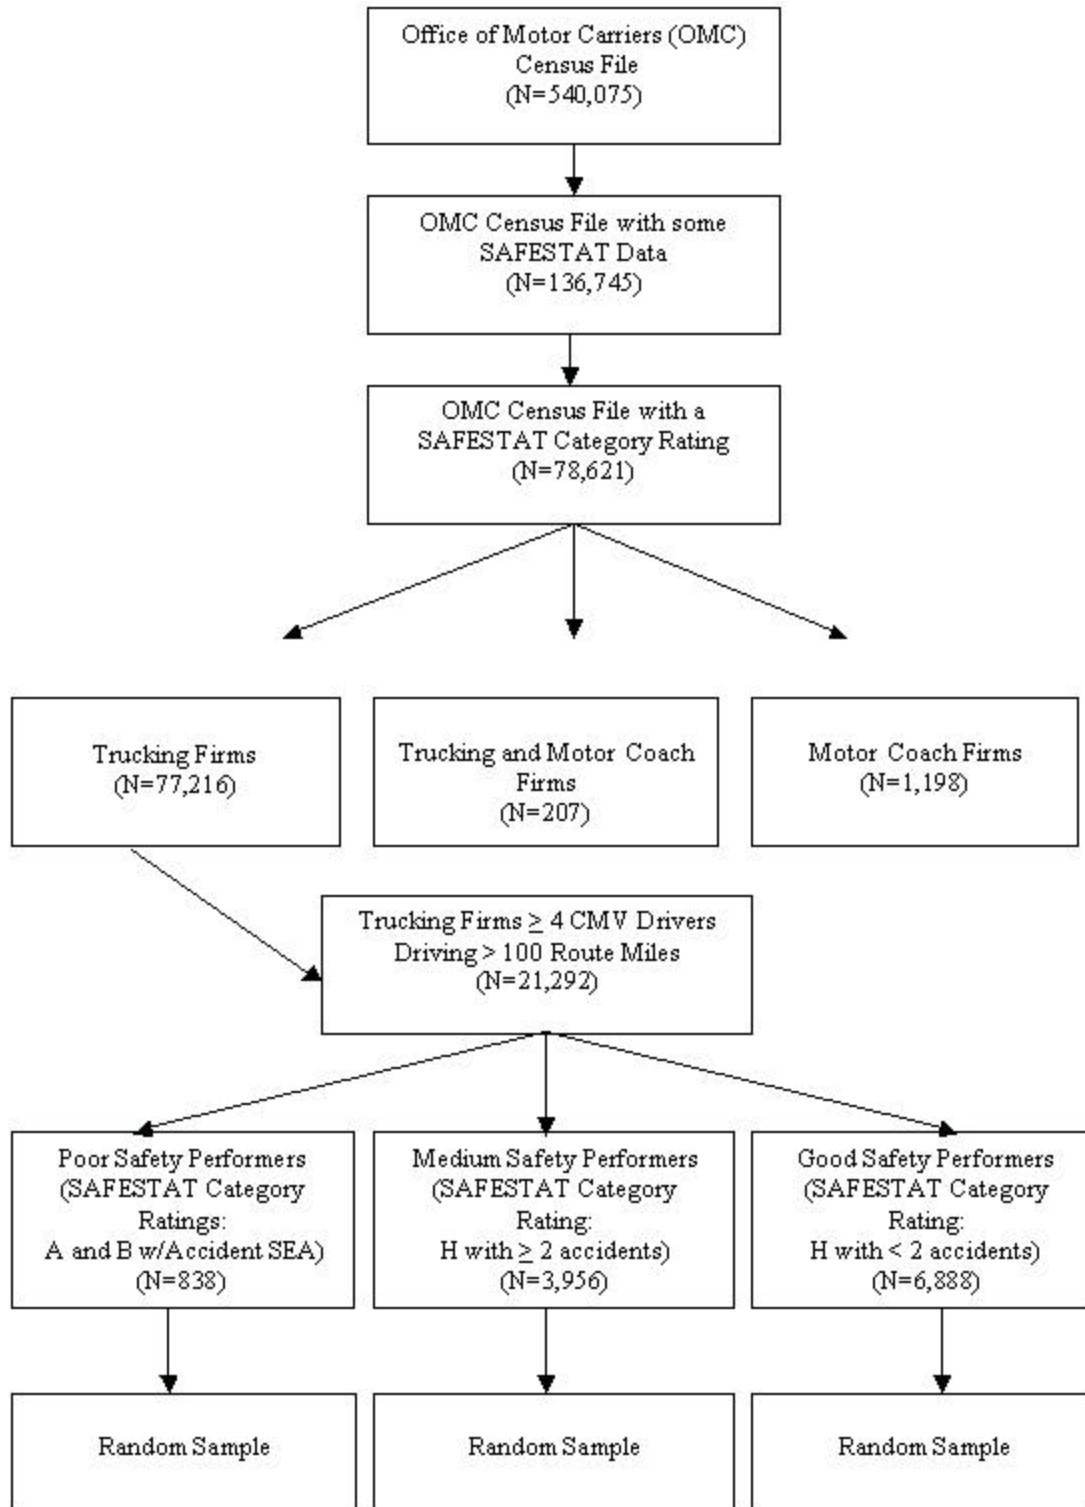 Office of Motor Carriers (OMC)
Census File
(N=540,075)
OMC Census File with some
SAFESTAT Data
(N=136,745)
OMC Census File with a
SAFESTAT Category Rating
(N=78,621)
Trucking Firms
(N=77,216)
Trucking and Motor Coach
Firms
(N=207)
Motor Coach Firms
(N=1,198)
Trucking Firms ≥ 4 CMV Drivers
Driving > 100 Route Miles
(N=21,292)
Poor Safety Performers
(SAFESTAT Category
Ratings:
A and B w/Accident SEA)
(N=838)
Medium Safety Performers
(SAFESTAT Category
Rating:
H with ≥ 2 accidents)
(N=3,956)
Good Safety Performers
(SAFESTAT Category
Rating:
H with < 2 accidents)
(N=6,888)
Random Sample
Random Sample
Random Sample